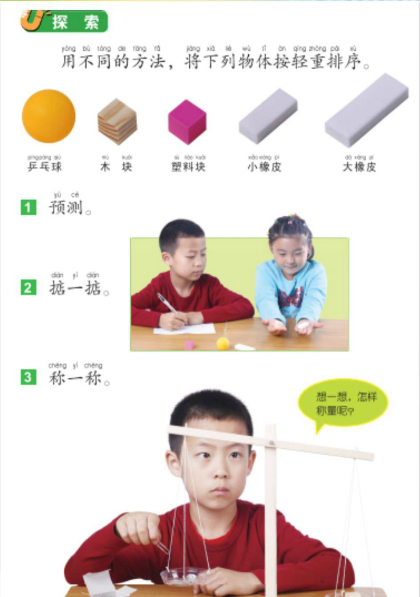 探 索
yòng bù tóng de fāng fǎ jiāng xià liè wù tǐ àn qīng zhòng pái xù
用不同的方法，将下列物体按轻重排序。
pīng pāng qiú mù kuài sù liào kuài xiǎo xiàng pí dà xiàng pí
乒乓球 木 块 塑料块 小橡皮 大橡皮
yù cè
1 预测。
diān yì diān
2 掂一掂。
chēng yì chēng
3 称一称。
想一想，怎样
称量呢？